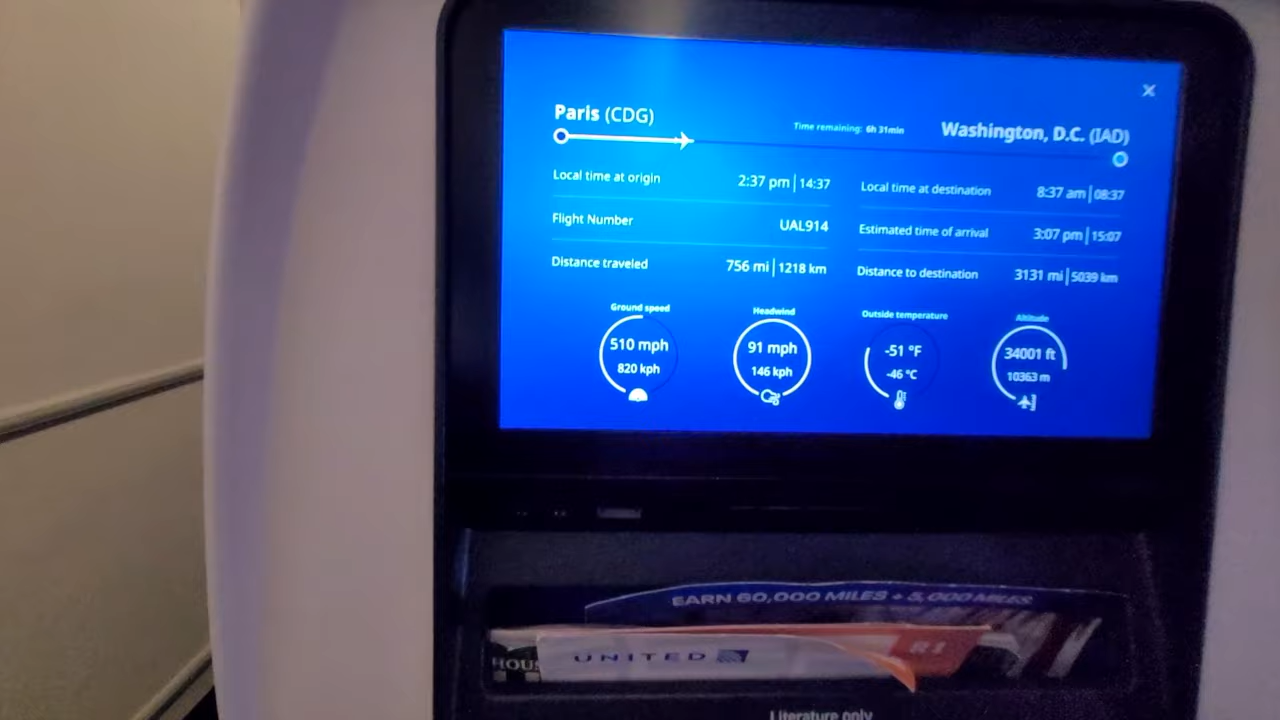 Paris (CDG)
Time remaining: 6h 31min
Washington, D.C. (IAD)
Local time at origin 2:37 pm | 14:37
Local time at destination 8:37 am | 08:37
Flight Number UAL914
Estimated time of arrival 3:07 pm | 15:07
Distance traveled 756 mi | 1218 km
Distance to destination 3131 mi | 5039 km
Ground speed
510 mph
820 kph
Headwind
91 mph
146 kph
Outside temperature
-51 °F
-46 °C
Altitude
34001 ft
10363 m
EARN 60,000 MILES + 5,000 MILES
HOUS
UNITED
Literature only